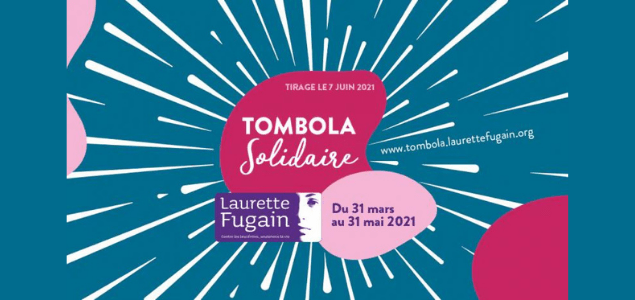 TIRAGE LE 7 JUIN 2021
TOMBOLA
Solidaire
www.tombola.laurettefugain.org
Laurette
Fugain
Du 31 mars
au 31 mai 2021